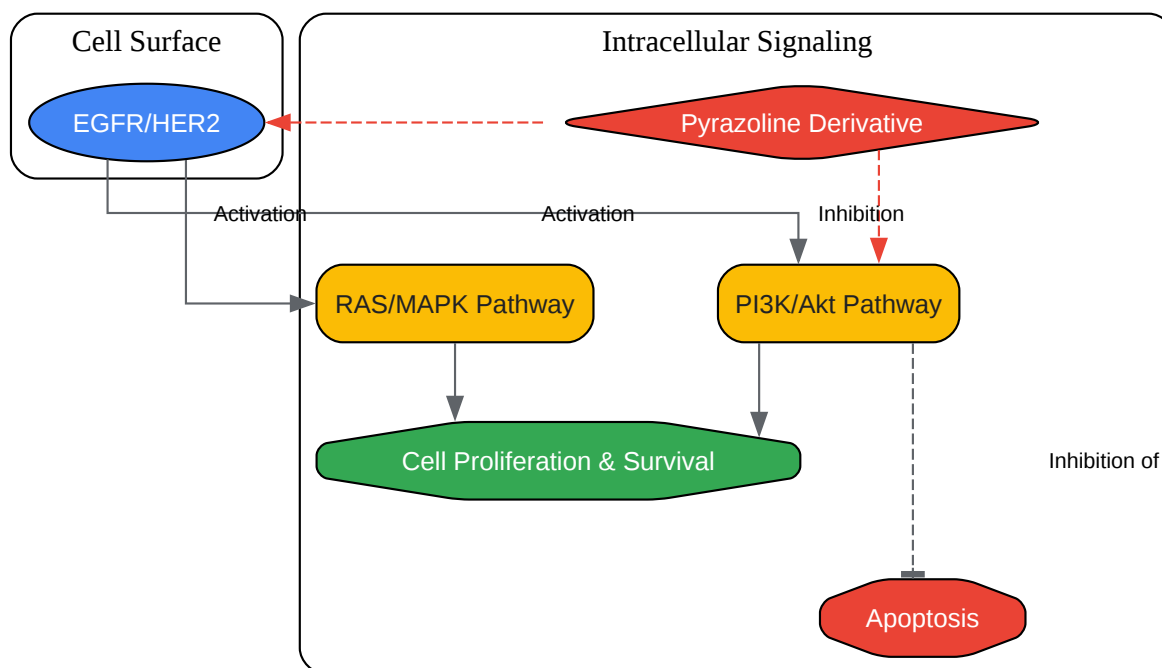 Cell Surface
Intracellular Signaling
EGFR/HER2
Pyrazoline Derivative
Activation
Activation
Inhibition
RAS/MAPK Pathway
PI3K/Akt Pathway
Cell Proliferation & Survival
Inhibition of
Apoptosis